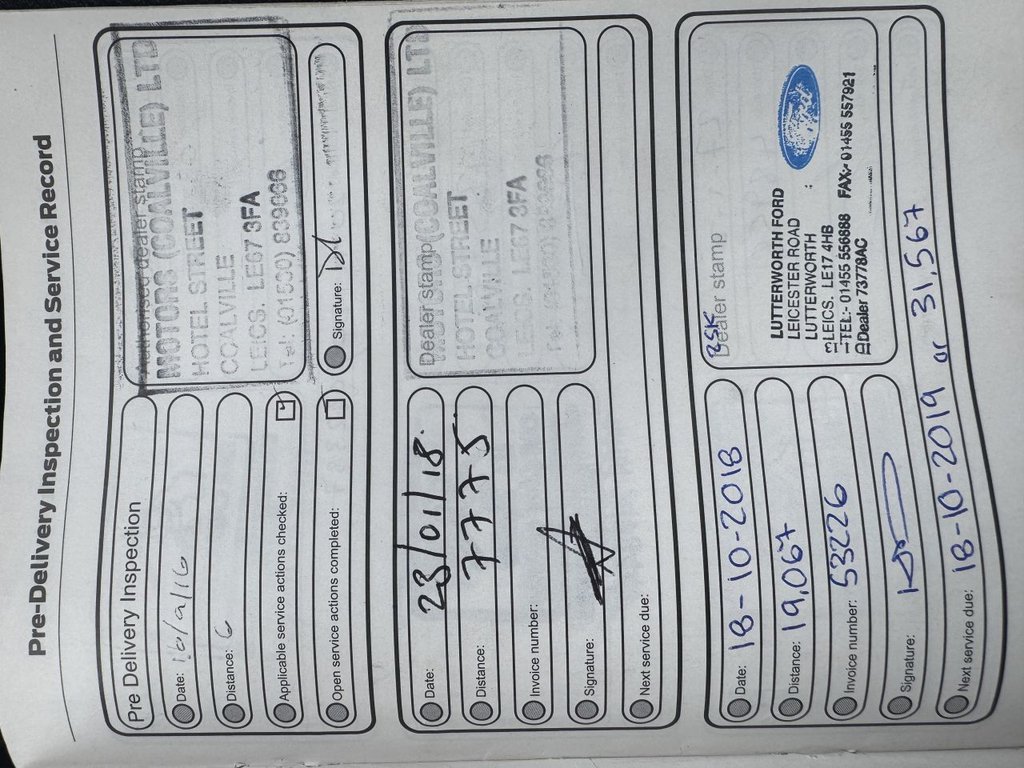 Pre-Delivery Inspection and Service Record
Pre Delivery Inspection
Date: 16/9/16
Distance: 6
Applicable service actions checked:
Open service actions completed:
Authorised dealer stamp
MOTORS (COALVILLE) LTD
HOTEL STREET
COALVILLE
LEICS. LE67 3FA
Tel: (01530) 839066
Signature:
Date: 23/01/18
Distance: 7775
Invoice number:
Signature:
Next service due:
Dealer stamp
MOTORS (COALVILLE) LTD
HOTEL STREET
COALVILLE
LEICS. LE67 3FA
Date: 18-10-2018
Distance: 19,067
Invoice number: 53226
Signature:
Next service due: 18-10-2019 or 31,567
BSK
Dealer stamp
LUTTERWORTH FORD
LEICESTER ROAD
LUTTERWORTH
LEICS. LE17 4HB
TEL:- 01455 556888 FAX:- 01455 557921
Dealer 73778AC